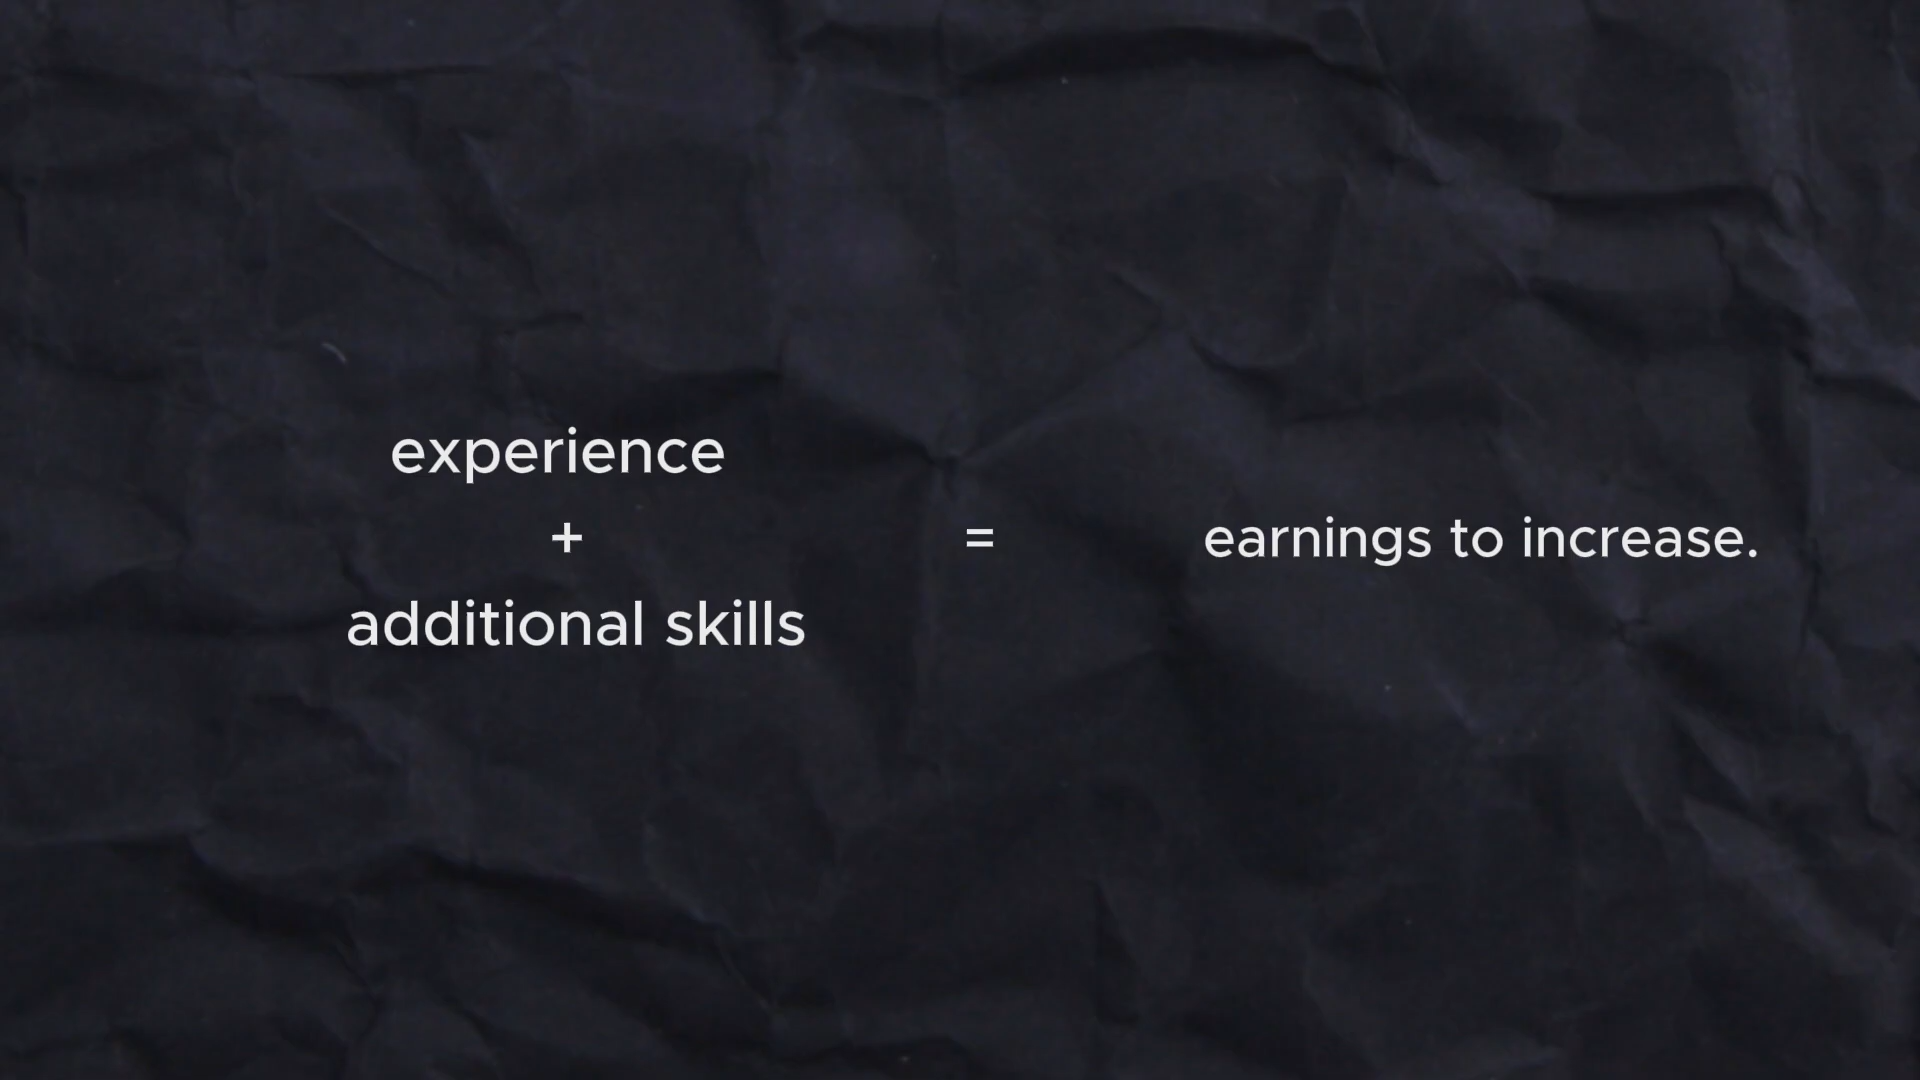 experience
+
additional skills
=
earnings to increase.